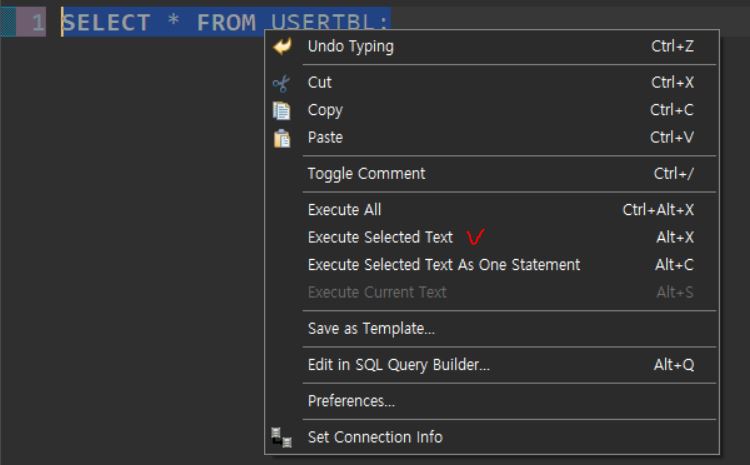 1 SELECT * FROM USERTBL;
Undo Typing Ctrl+Z
Cut Ctrl+X
Copy Ctrl+C
Paste Ctrl+V
Toggle Comment Ctrl+/
Execute All Ctrl+Alt+X
Execute Selected Text Alt+X
Execute Selected Text As One Statement Alt+C
Execute Current Text Alt+S
Save as Template...
Edit in SQL Query Builder... Alt+Q
Preferences...
Set Connection Info